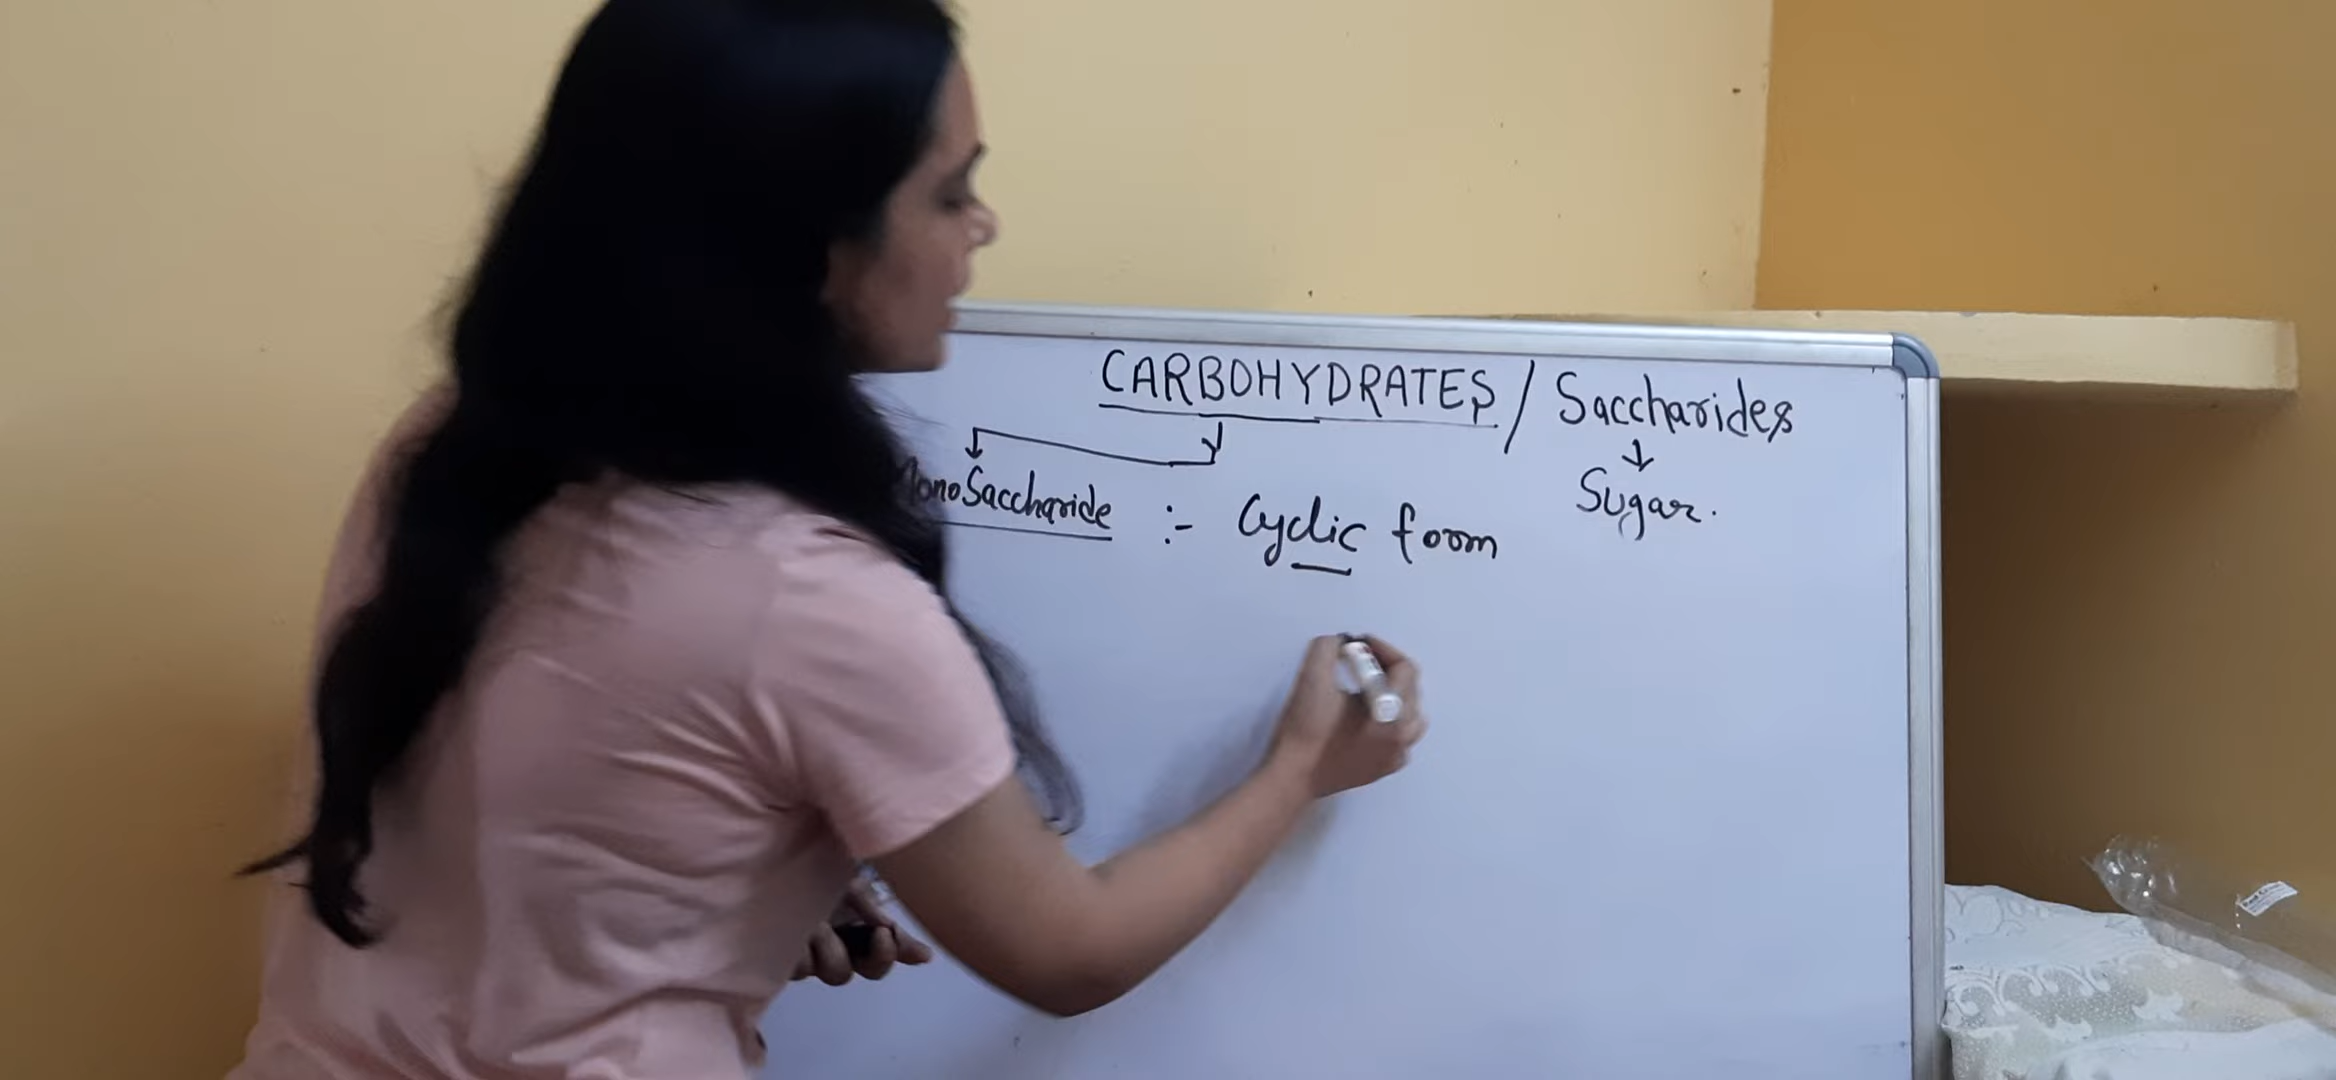 CARBOHYDRATES / Saccharides
↓
Sugar.
MonoSaccharide :- Cyclic form